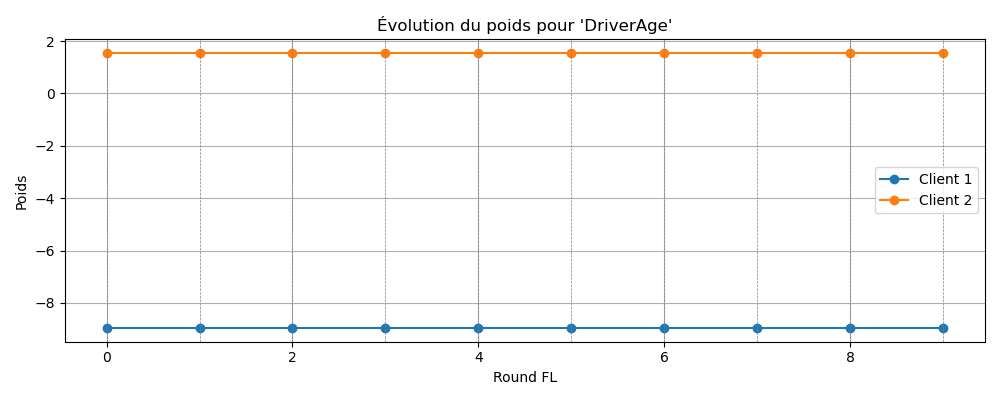 Évolution du poids pour 'DriverAge'
2
0
−2
−4
−6
−8
Poids
Client 1
Client 2
0 2 4 6 8
Round FL